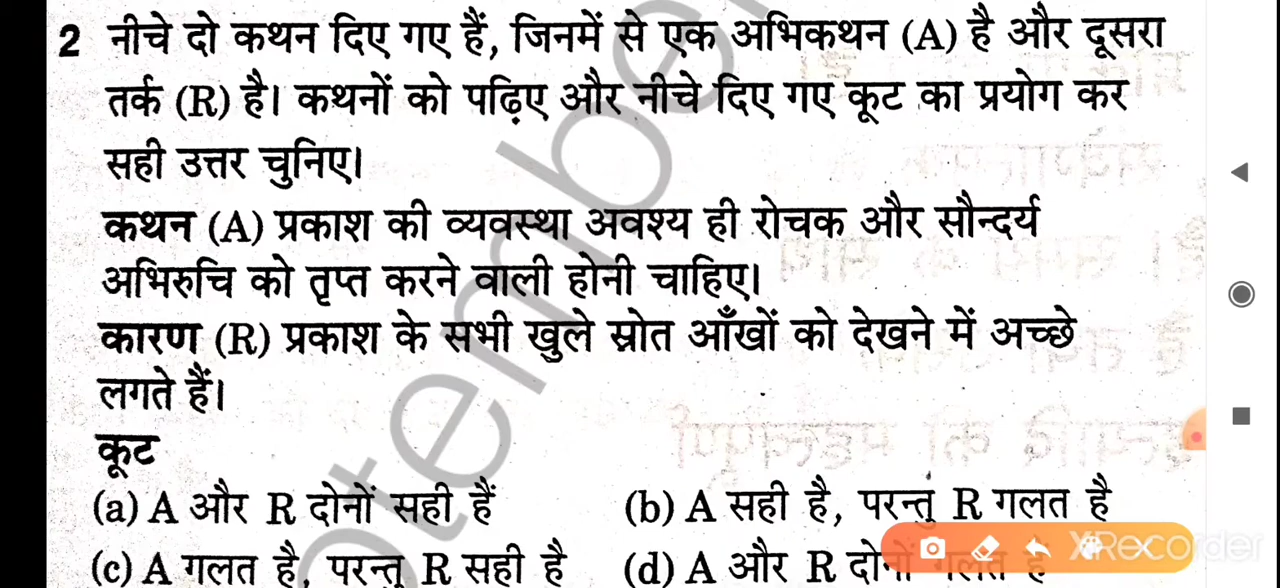 2 नीचे दो कथन दिए गए हैं, जिनमें से एक अभिकथन (A) है और दूसरा
तर्क (R) है। कथनों को पढ़िए और नीचे दिए गए कूट का प्रयोग कर
सही उत्तर चुनिए।
कथन (A) प्रकाश की व्यवस्था अवश्य ही रोचक और सौन्दर्य
अभिरुचि को तृप्त करने वाली होनी चाहिए।
कारण (R) प्रकाश के सभी खुले स्रोत आँखों को देखने में अच्छे
लगते हैं।
कूट
(a) A और R दोनों सही हैं (b) A सही है, परन्तु R गलत है
(c) A गलत है, परन्तु R सही है (d) A और R दोनों गलत है
XRecorder